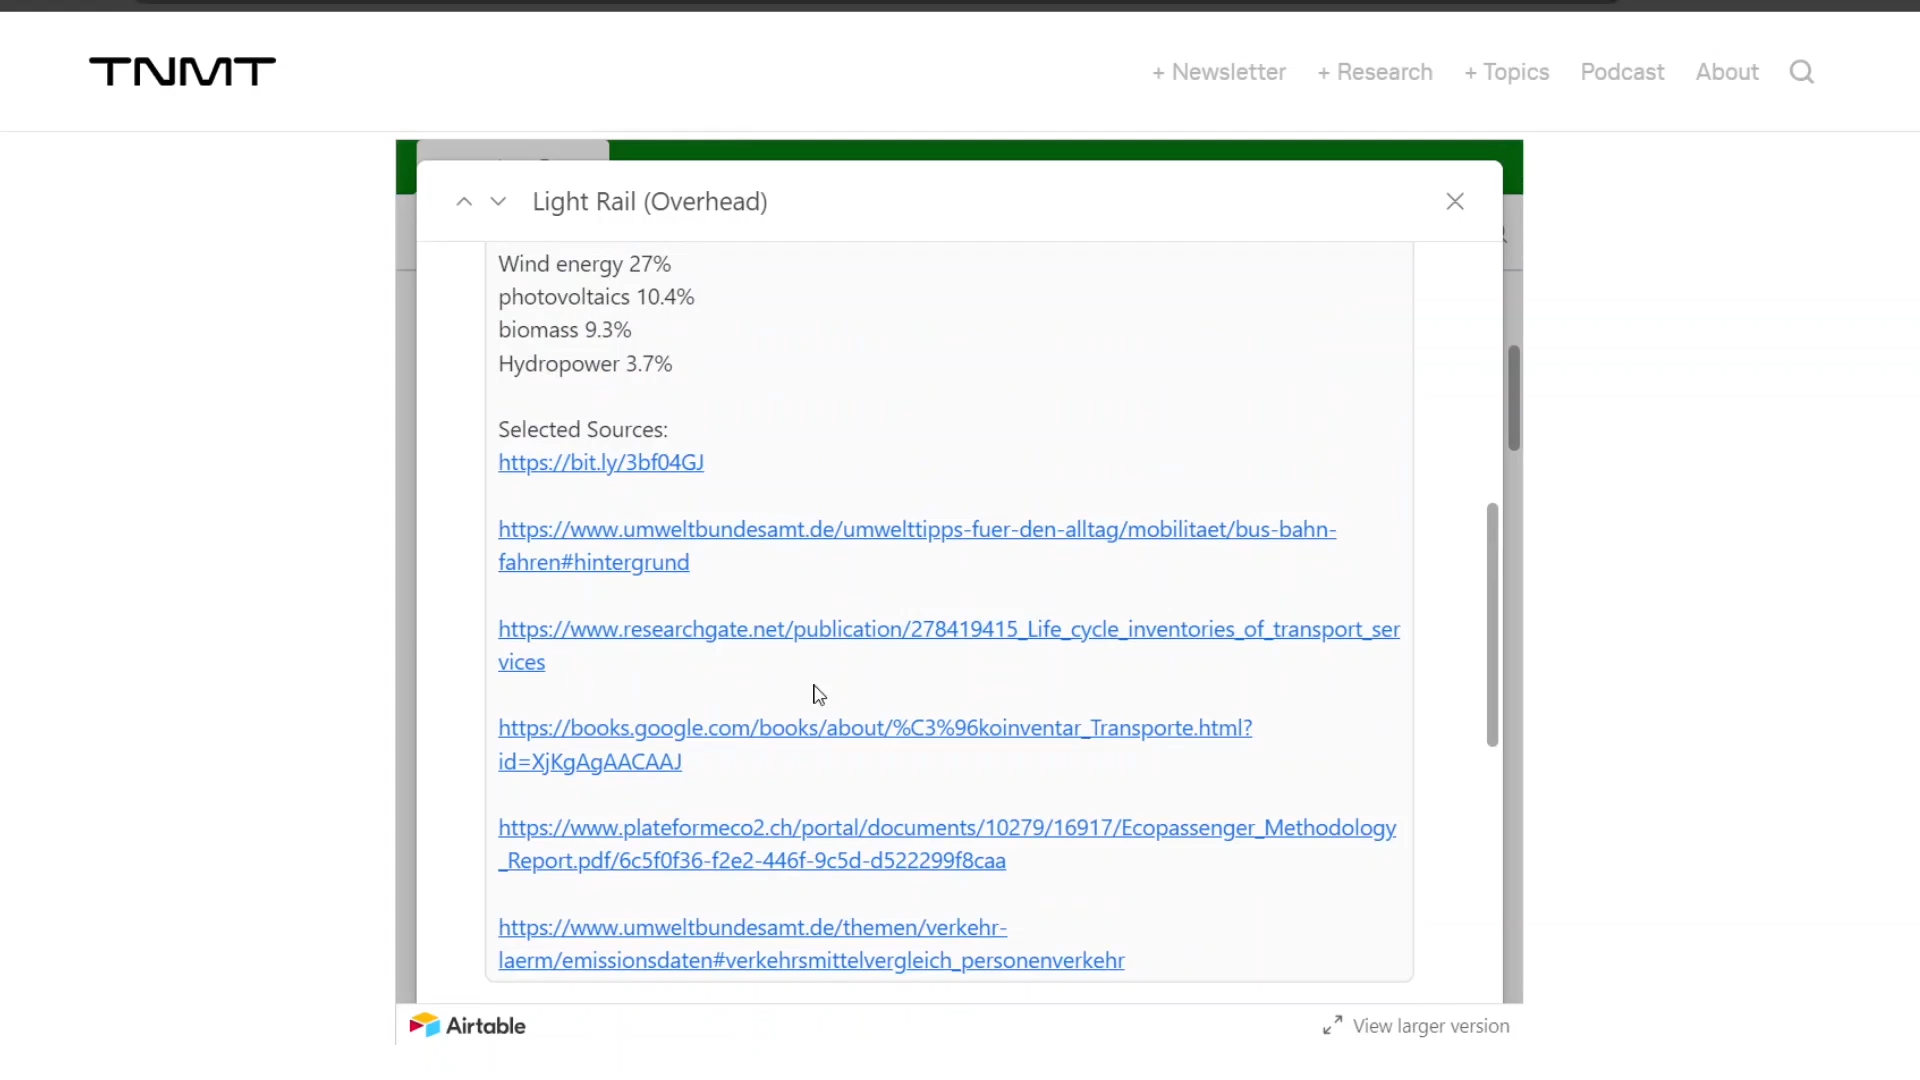 TNMT
+ Newsletter + Research + Topics Podcast About
Light Rail (Overhead)
Wind energy 27%
photovoltaics 10.4%
biomass 9.3%
Hydropower 3.7%
Selected Sources:
https://bit.ly/3bf04GJ
https://www.umweltbundesamt.de/umwelttipps-fuer-den-alltag/mobilitaet/bus-bahn-
fahren#hintergrund
https://www.researchgate.net/publication/278419415_Life_cycle_inventories_of_transport_ser
vices
https://books.google.com/books/about/%C3%96koinventar_Transporte.html?
id=XjKgAgAACAAJ
https://www.plateformeco2.ch/portal/documents/10279/16917/Ecopassenger_Methodology
_Report.pdf/6c5f0f36-f2e2-446f-9c5d-d522299f8caa
https://www.umweltbundesamt.de/themen/verkehr-
laerm/emissionsdaten#verkehrsmittelvergleich_personenverkehr
Airtable
View larger version